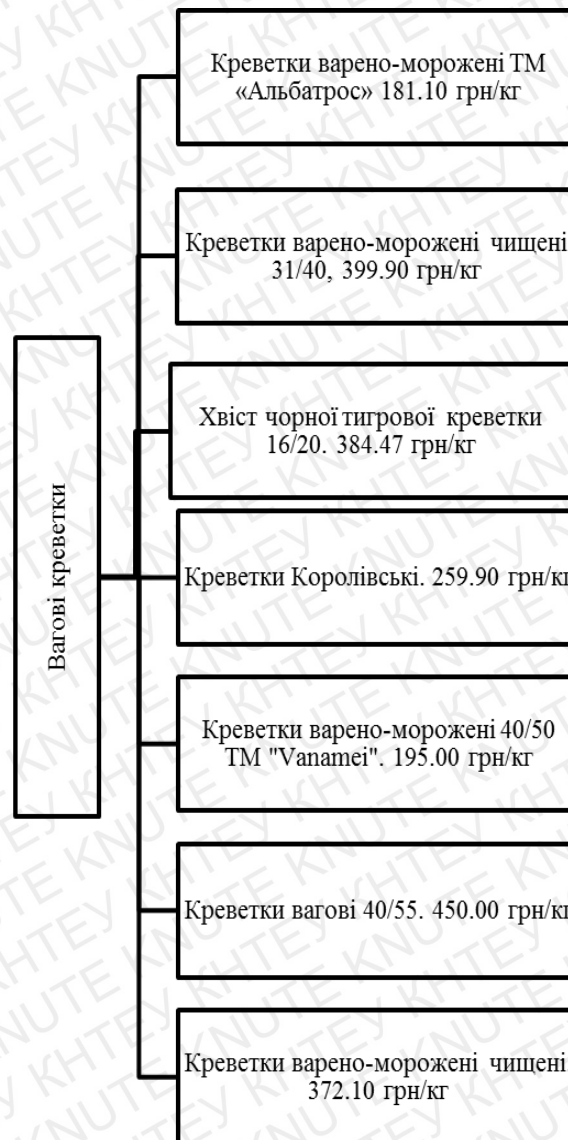 Креветки варено-морожені ТМ
«Альбатрос» 181.10 грн/кг
Креветки варено-морожені чищені
31/40, 399.90 грн/кг
Хвіст чорної тигрової креветки
16/20. 384.47 грн/кг
Вагові креветки
Креветки Королівські. 259.90 грн/кг
Креветки варено-морожені 40/50
ТМ "Vanamei". 195.00 грн/кг
Креветки вагові 40/55. 450.00 грн/кг
Креветки варено-морожені чищені
372.10 грн/кг